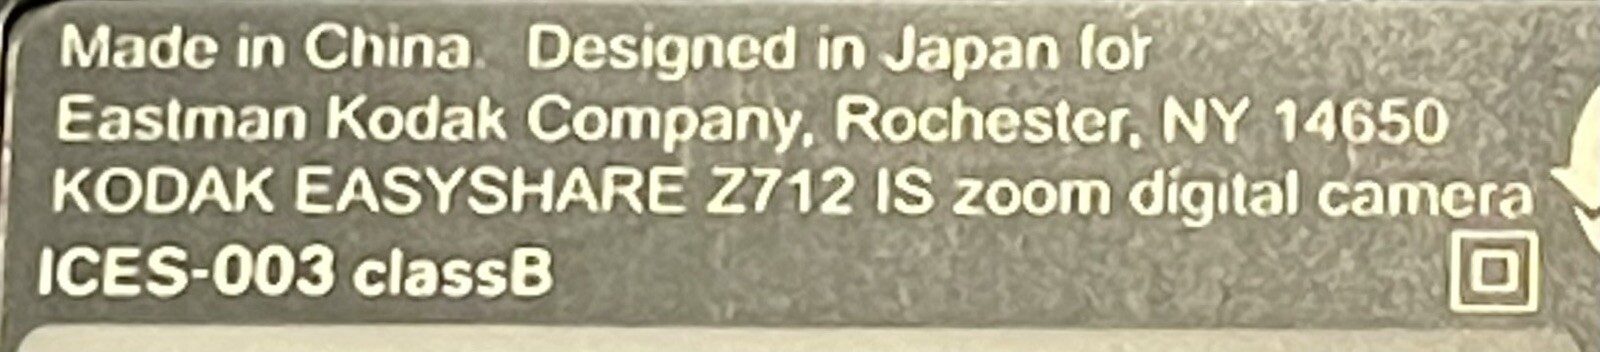 Made in China. Designed in Japan for
Eastman Kodak Company, Rochester, NY 14650
KODAK EASYSHARE Z712 IS zoom digital camera
ICES-003 classB